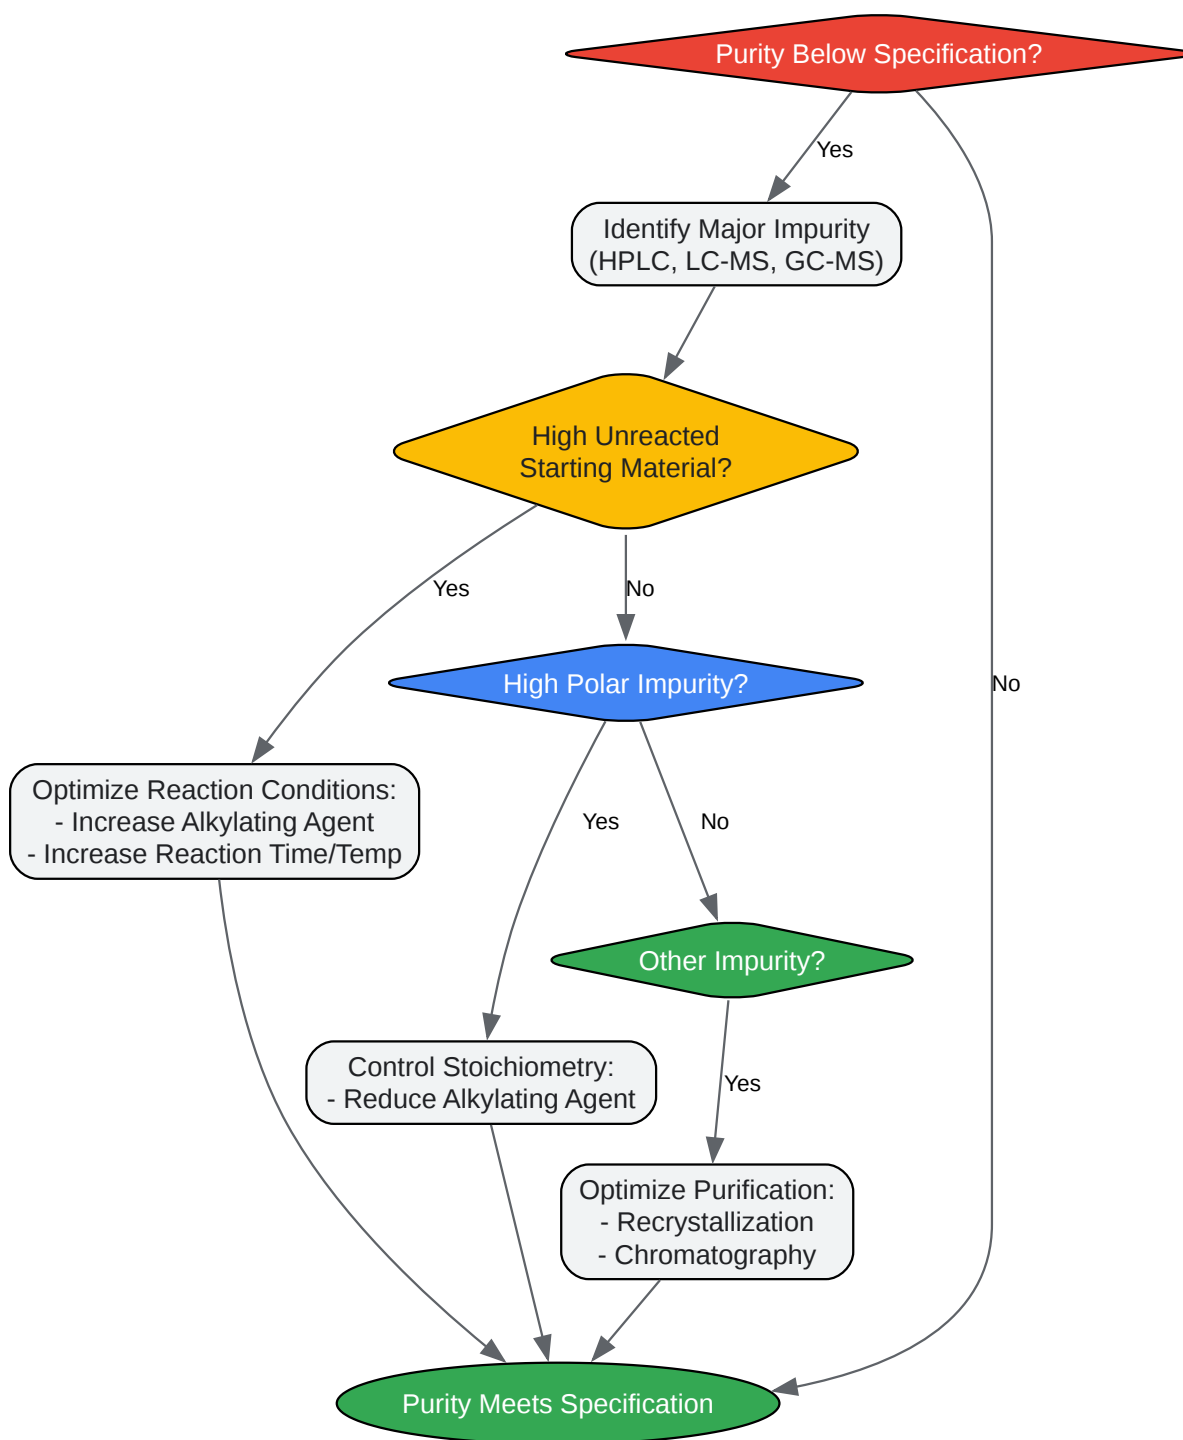 Purity Below Specification?
Yes
Identify Major Impurity
(HPLC, LC-MS, GC-MS)
High Unreacted
Starting Material?
Yes
No
High Polar Impurity?
No
Optimize Reaction Conditions:
- Increase Alkylating Agent
- Increase Reaction Time/Temp
Yes
No
Other Impurity?
Control Stoichiometry:
- Reduce Alkylating Agent
Yes
Optimize Purification:
- Recrystallization
- Chromatography
Purity Meets Specification